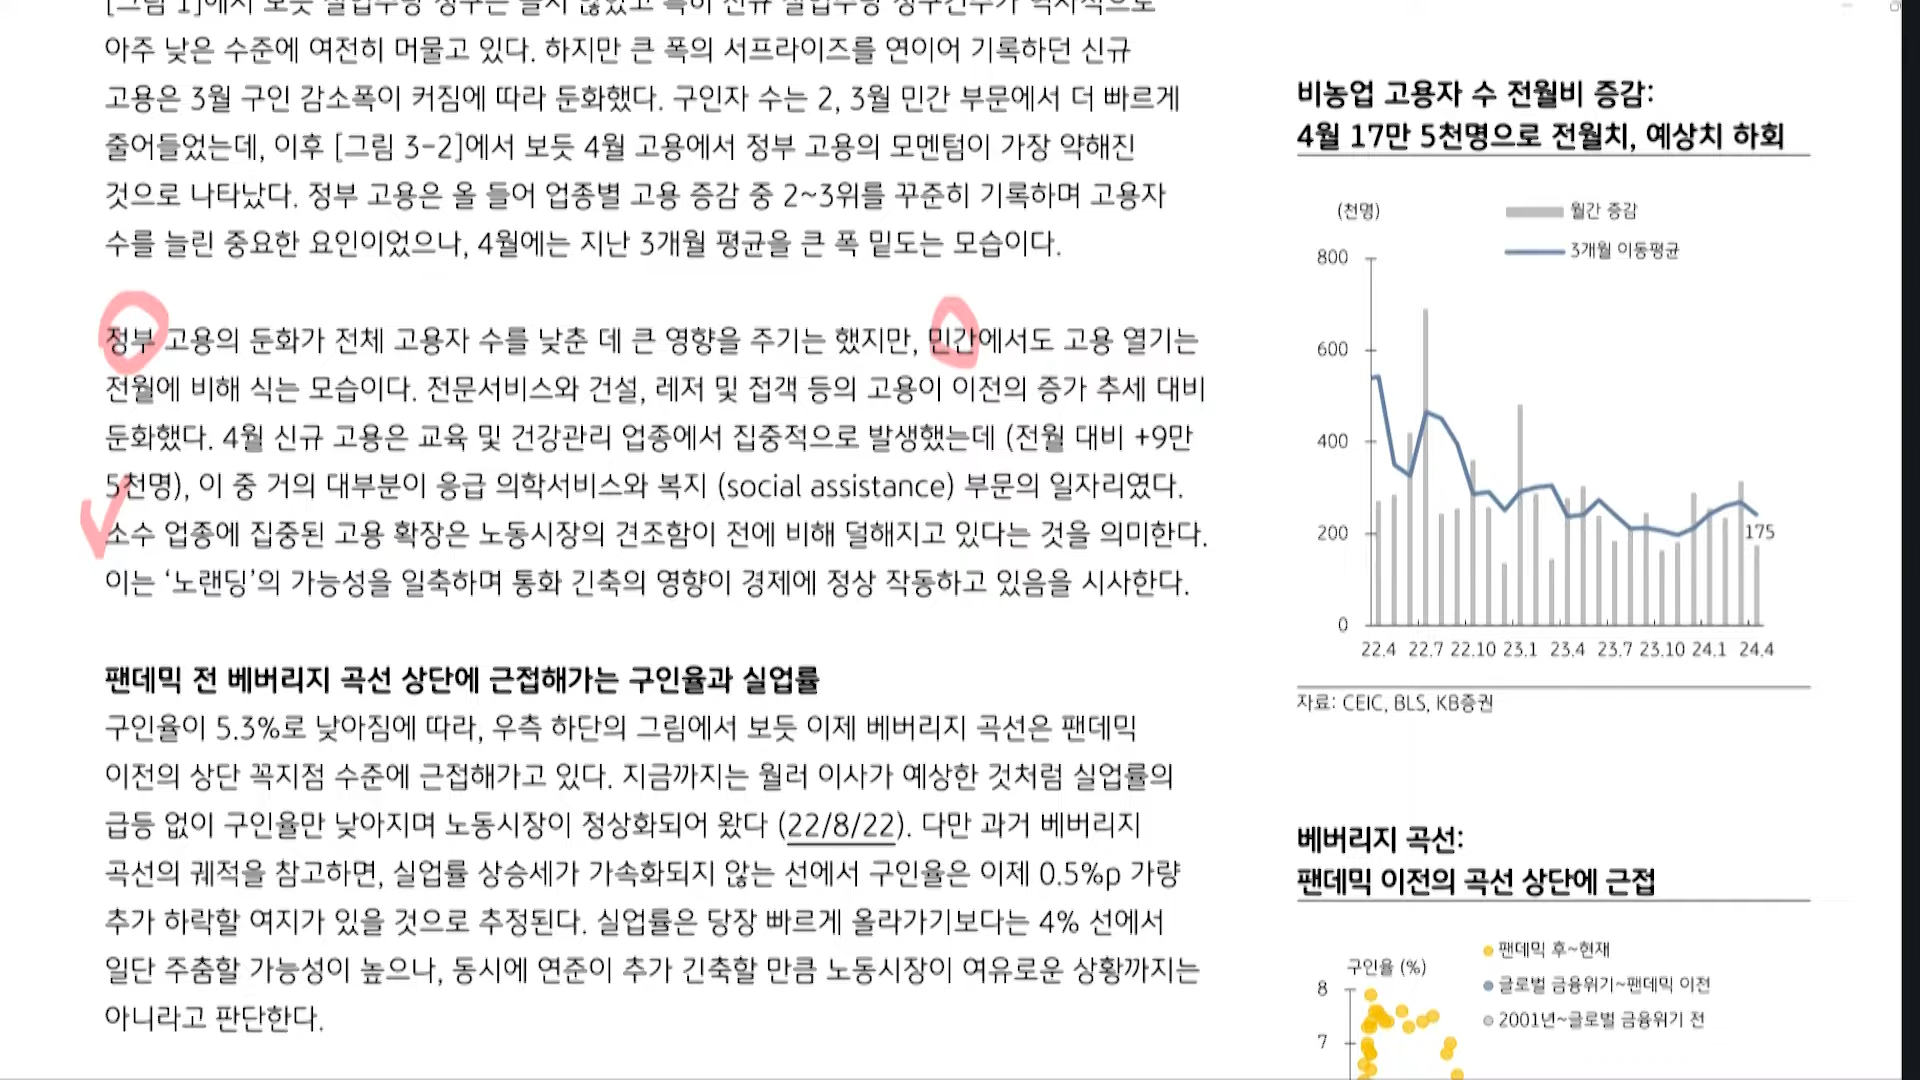 [그림 1]에서 보듯 실업수당 청구는 늘지 않았고 특히 신규 실업수당 청구건수가 역사적으로
아주 낮은 수준에 여전히 머물고 있다. 하지만 큰 폭의 서프라이즈를 연이어 기록하던 신규
고용은 3월 구인 감소폭이 커짐에 따라 둔화했다. 구인자 수는 2, 3월 민간 부문에서 더 빠르게
줄어들었는데, 이후 [그림 3-2]에서 보듯 4월 고용에서 정부 고용의 모멘텀이 가장 약해진
것으로 나타났다. 정부 고용은 올 들어 업종별 고용 증감 중 2~3위를 꾸준히 기록하며 고용자
수를 늘린 중요한 요인이었으나, 4월에는 지난 3개월 평균을 큰 폭 밑도는 모습이다.
정부 고용의 둔화가 전체 고용자 수를 낮춘 데 큰 영향을 주기는 했지만, 민간에서도 고용 열기는
전월에 비해 식는 모습이다. 전문서비스와 건설, 레저 및 접객 등의 고용이 이전의 증가 추세 대비
둔화했다. 4월 신규 고용은 교육 및 건강관리 업종에서 집중적으로 발생했는데 (전월 대비 +9만
5천명), 이 중 거의 대부분이 응급 의학서비스와 복지 (social assistance) 부문의 일자리였다.
소수 업종에 집중된 고용 확장은 노동시장의 견조함이 전에 비해 덜해지고 있다는 것을 의미한다.
이는 ‘노랜딩’의 가능성을 일축하며 통화 긴축의 영향이 경제에 정상 작동하고 있음을 시사한다.
팬데믹 전 베버리지 곡선 상단에 근접해가는 구인율과 실업률
구인율이 5.3%로 낮아짐에 따라, 우측 하단의 그림에서 보듯 이제 베버리지 곡선은 팬데믹
이전의 상단 꼭지점 수준에 근접해가고 있다. 지금까지는 월러 이사가 예상한 것처럼 실업률의
급등 없이 구인율만 낮아지며 노동시장이 정상화되어 왔다 (22/8/22). 다만 과거 베버리지
곡선의 궤적을 참고하면, 실업률 상승세가 가속화되지 않는 선에서 구인율은 이제 0.5%p 가량
추가 하락할 여지가 있을 것으로 추정된다. 실업률은 당장 빠르게 올라가기보다는 4% 선에서
일단 주춤할 가능성이 높으나, 동시에 연준이 추가 긴축할 만큼 노동시장이 여유로운 상황까지는
아니라고 판단한다.
비농업 고용자 수 전월비 증감:
4월 17만 5천명으로 전월치, 예상치 하회
(천명)
월간 증감
3개월 이동평균
800
600
400
200
0
175
22.4 22.7 22.10 23.1 23.4 23.7 23.10 24.1 24.4
자료: CEIC, BLS, KB증권
베버리지 곡선:
팬데믹 이전의 곡선 상단에 근접
구인율 (%)
팬데믹 후~현재
글로벌 금융위기~팬데믹 이전
2001년~글로벌 금융위기 전
8
7